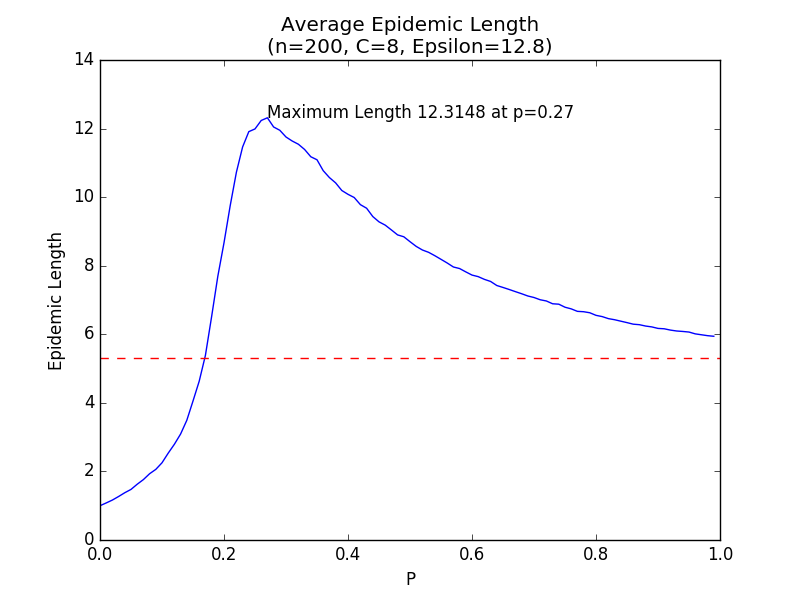 Average Epidemic Length
(n=200, C=8, Epsilon=12.8)
14
12
10
8
6
4
2
0
Epidemic Length
Maximum Length 12.3148 at p=0.27
0.0 0.2 0.4 0.6 0.8 1.0
P